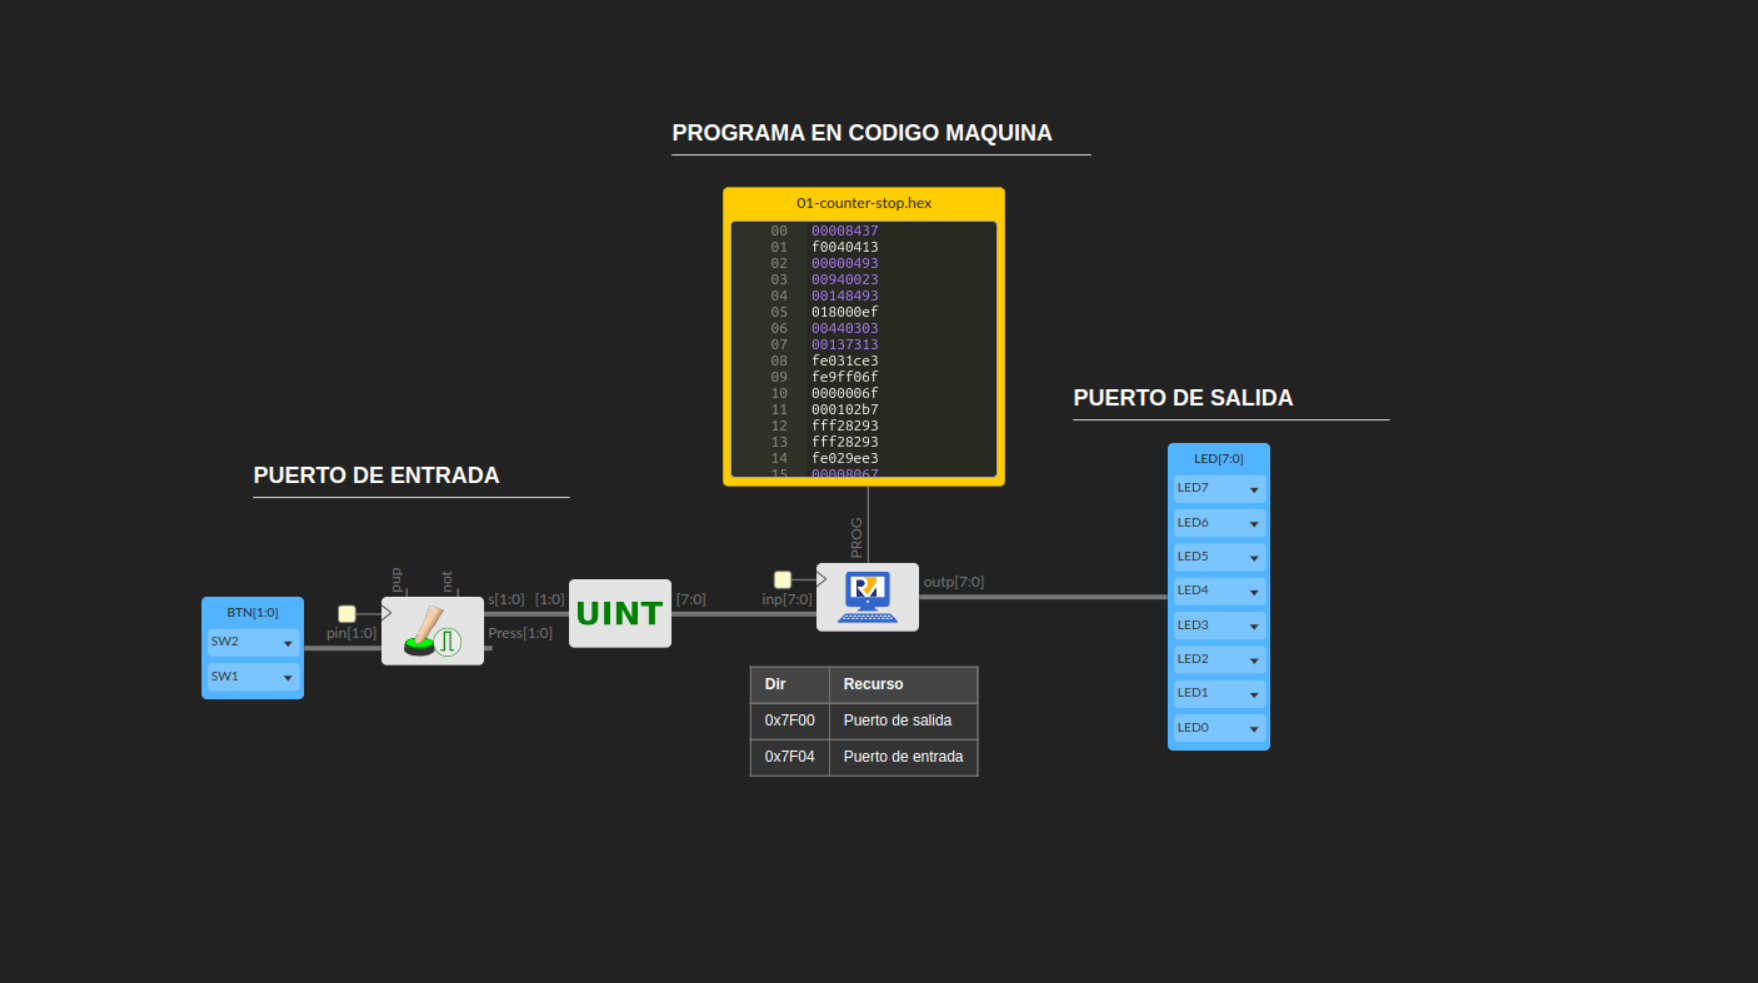 PROGRAMA EN CODIGO MAQUINA
01-counter-stop.hex
00 00008437
01 f0040413
02 00000493
03 00940023
04 00148493
05 018000ef
06 00440303
07 00137313
08 fe031ce3
09 fe9ff06f
10 0000006f
11 000102b7
12 fff28293
13 fff28293
14 fe029ee3
15 00008067
PUERTO DE ENTRADA
BTN[1:0]
SW2
SW1
pin[1:0]
pup
not
s[1:0]
Press[1:0]
[1:0]
UINT
[7:0]
PROG
inp[7:0]
outp[7:0]
Dir Recurso
0x7F00 Puerto de salida
0x7F04 Puerto de entrada
PUERTO DE SALIDA
LED[7:0]
LED7
LED6
LED5
LED4
LED3
LED2
LED1
LED0